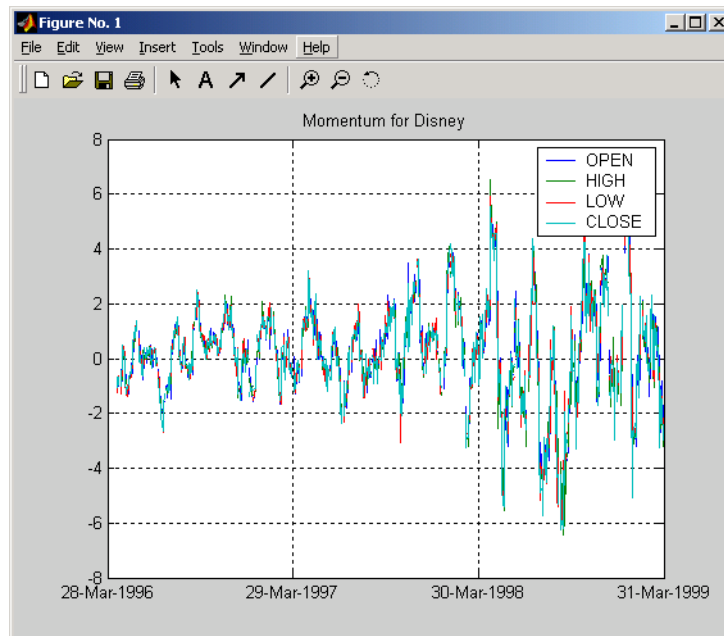 Figure No. 1
File Edit View Insert Tools Window Help
A
Momentum for Disney
8
6
4
2
0
-2
-4
-6
-8
OPEN
HIGH
LOW
CLOSE
28-Mar-1996 29-Mar-1997 30-Mar-1998 31-Mar-1999